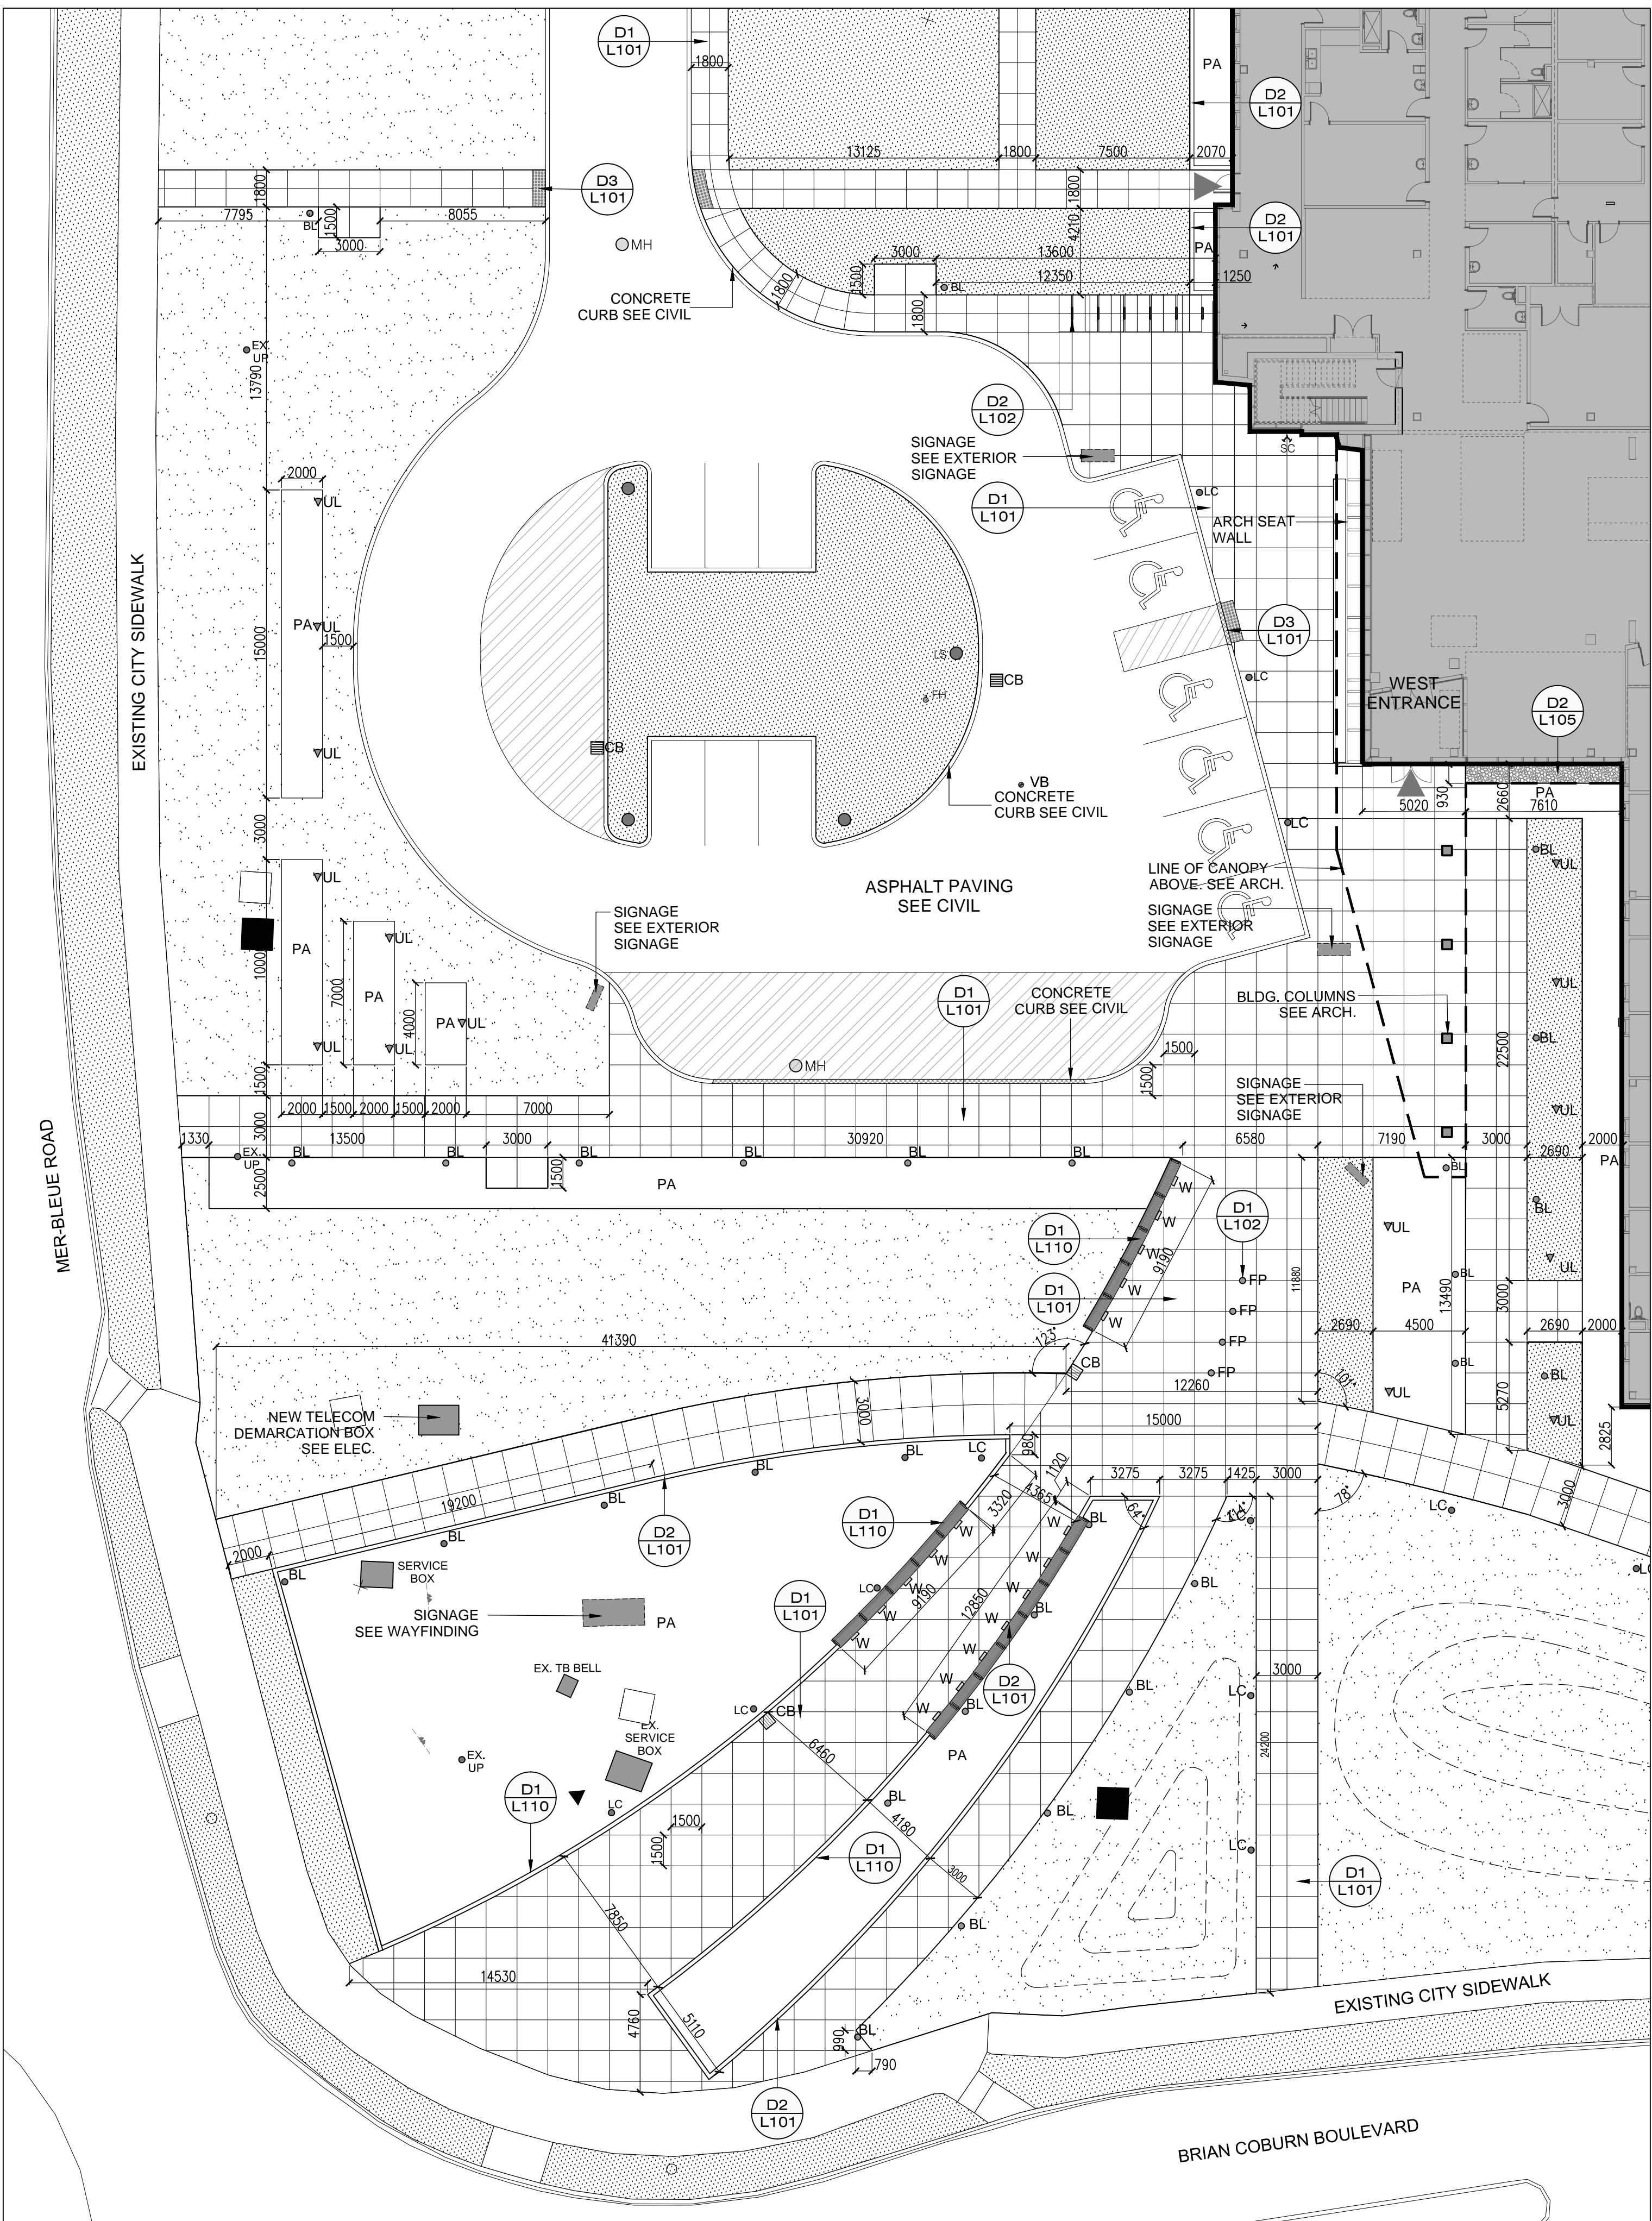 D1
L101
1800
PA
D2
L101
13125
1800
7500
2070
1800
D3
L101
7795
BL
1500
3000
8055
MH
1800
4210
PA
D2
L101
3000
13600
1500
BL
12350
1250
CONCRETE
CURB SEE CIVIL
1800
1800
EX.
UP
13790
D2
L102
SIGNAGE
SEE EXTERIOR
SIGNAGE
SC
2000
UL
D1
L101
LC
ARCH SEAT
WALL
EXISTING CITY SIDEWALK
15000
PA
UL
1500
D3
L101
LS
FH
CB
LC
WEST
ENTRANCE
D2
L105
UL
CB
VB
CONCRETE
CURB SEE CIVIL
5020
930
2660
PA
7610
3000
LC
BL
UL
UL
LINE OF CANOPY
ABOVE. SEE ARCH.
ASPHALT PAVING
SEE CIVIL
SIGNAGE
SEE EXTERIOR
SIGNAGE
SIGNAGE
SEE EXTERIOR
SIGNAGE
PA
1000
7000
UL
PA
4000
PA
UL
UL
UL
D1
L101
CONCRETE
CURB SEE CIVIL
BLDG. COLUMNS
SEE ARCH.
UL
BL
22500
MH
1500
1500
1500
2000
1500
2000
1500
2000
7000
SIGNAGE
SEE EXTERIOR
SIGNAGE
UL
3000
1330
13500
3000
30920
6580
7190
3000
2690
2000
EX.
UP
BL
BL
BL
BL
BL
BL
BL
PA
2500
1500
PA
W
W
W
W
W
9190
D1
L110
D1
L102
D1
L101
FP
FP
FP
FP
11880
UL
PA
BL
13490
BL
UL
3000
2690
4500
2690
2000
MER-BLEUE ROAD
41390
123°
CB
12260
101°
UL
BL
BL
UL
5270
2825
NEW TELECOM
DEMARCATION BOX
SEE ELEC.
3000
15000
BL
BL
LC
980
1120
3275
3275
1425
3000
4365
3320
64°
114°
78°
LC
LC
3000
19200
BL
BL
D2
L101
D1
L110
W
W
W
W
W
9190
BL
W
W
W
W
W
W
W
12850
BL
BL
2000
BL
SERVICE
BOX
SIGNAGE
SEE WAYFINDING
PA
LC
D1
L101
BL
D2
L101
BL
3000
LC
EX. TB BELL
EX.
SERVICE
BOX
LC
CB
6460
PA
24200
EX.
UP
D1
L110
LC
BL
BL
4180
1500
1500
D1
L110
3000
LC
D1
L101
7850
BL
14530
4760
5110
BL
990
790
EXISTING CITY SIDEWALK
D2
L101
BRIAN COBURN BOULEVARD